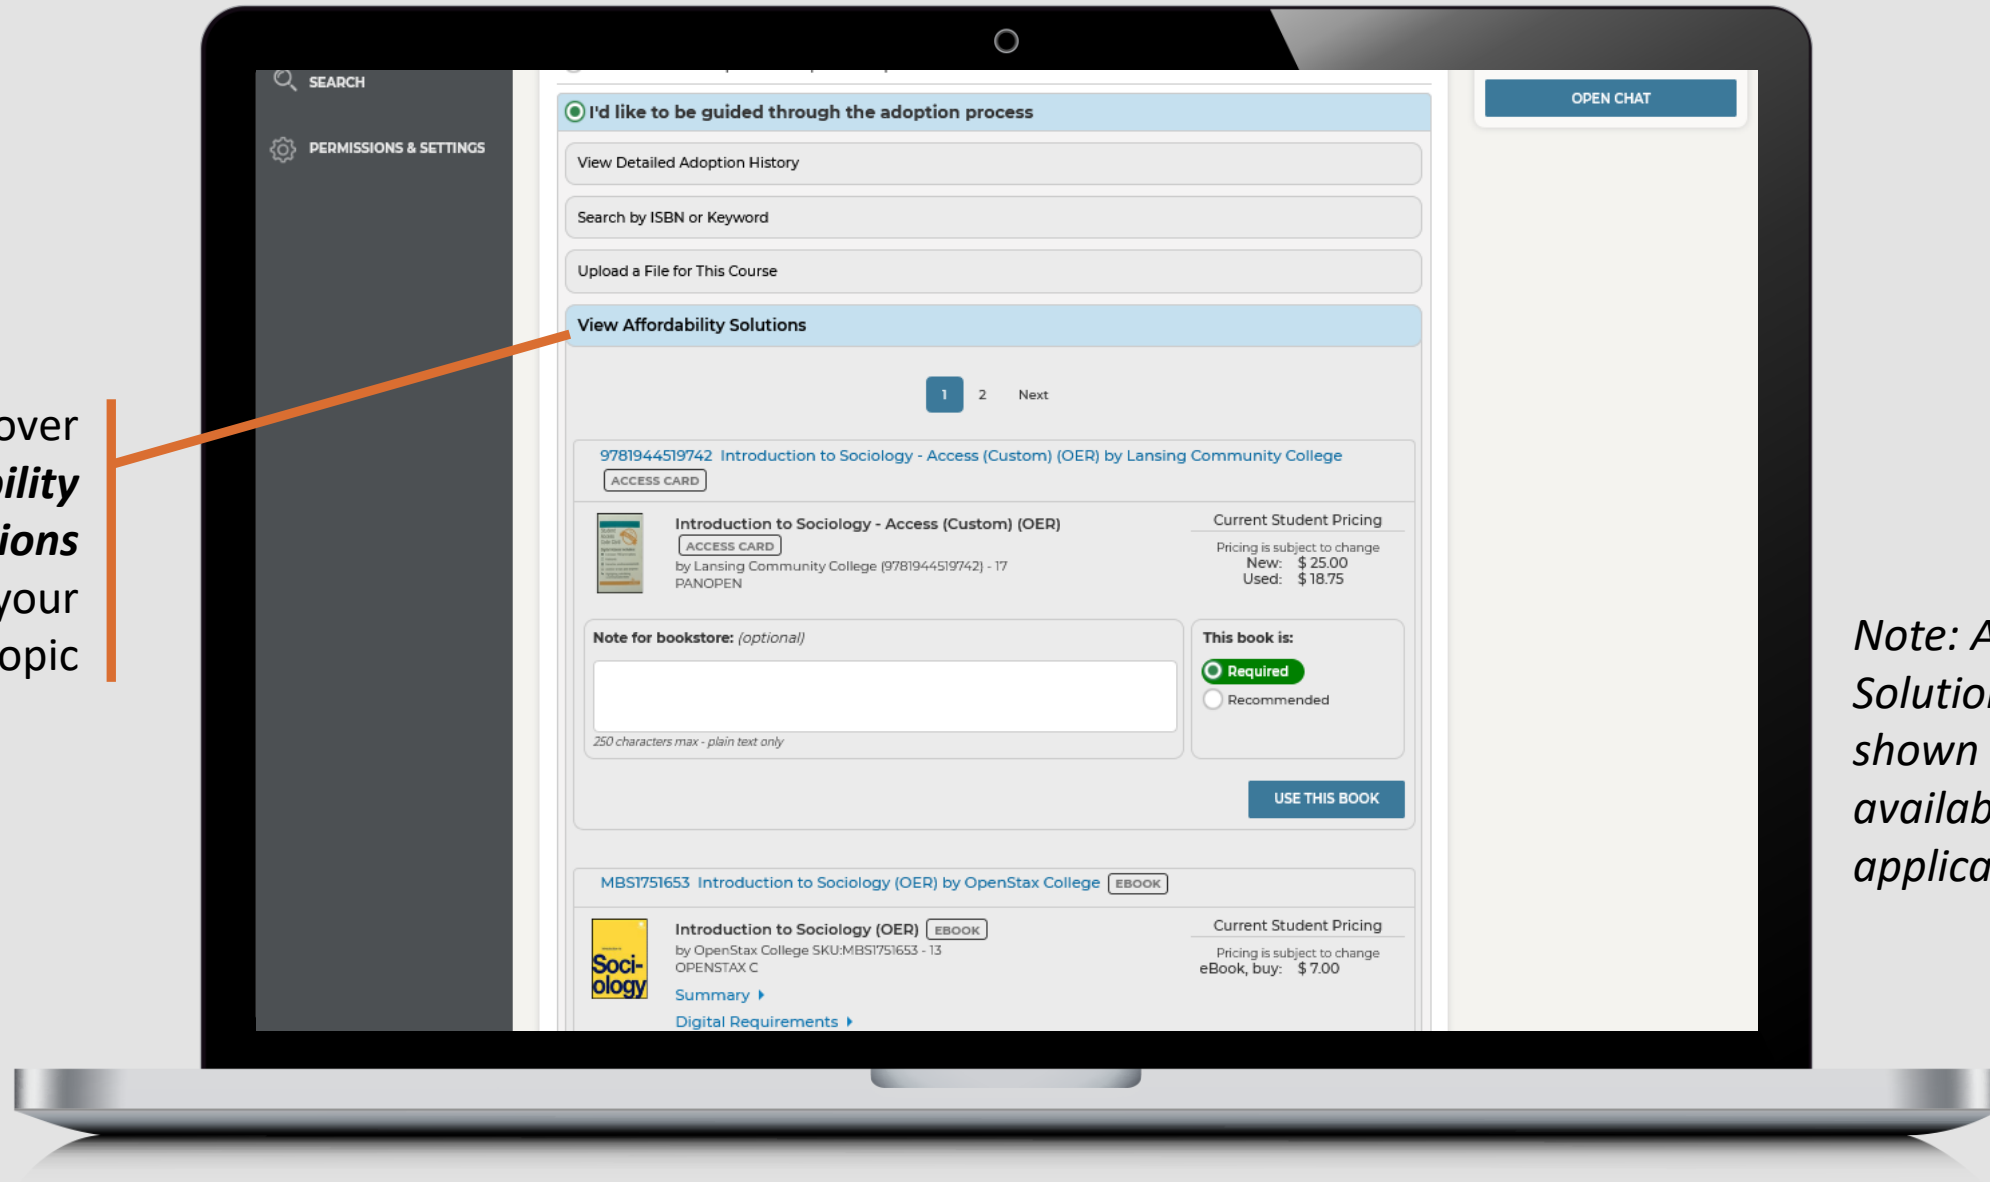 SEARCH
PERMISSIONS & SETTINGS
I'd like to be guided through the adoption process
View Detailed Adoption History
Search by ISBN or Keyword
Upload a File for This Course
View Affordability Solutions
1 2 Next
9781944519742 Introduction to Sociology - Access (Custom) (OER) by Lansing Community College
ACCESS CARD
Introduction to Sociology - Access (Custom) (OER)
ACCESS CARD
by Lansing Community College (9781944519742) - 17
PANOPEN
Current Student Pricing
Pricing is subject to change
New: $ 25.00
Used: $ 18.75
Note for bookstore: (optional)
250 characters max - plain text only
This book is:
Required
Recommended
USE THIS BOOK
MBS1751653 Introduction to Sociology (OER) by OpenStax College EBOOK
Soci-
ology
Introduction to Sociology (OER) EBOOK
by OpenStax College SKU:MBS1751653 - 13
OPENSTAX C
Summary
Digital Requirements
Current Student Pricing
Pricing is subject to change
eBook, buy: $ 7.00
OPEN CHAT
over
bility
ions
your
opic
Note: A
Solution
shown
availab
applica